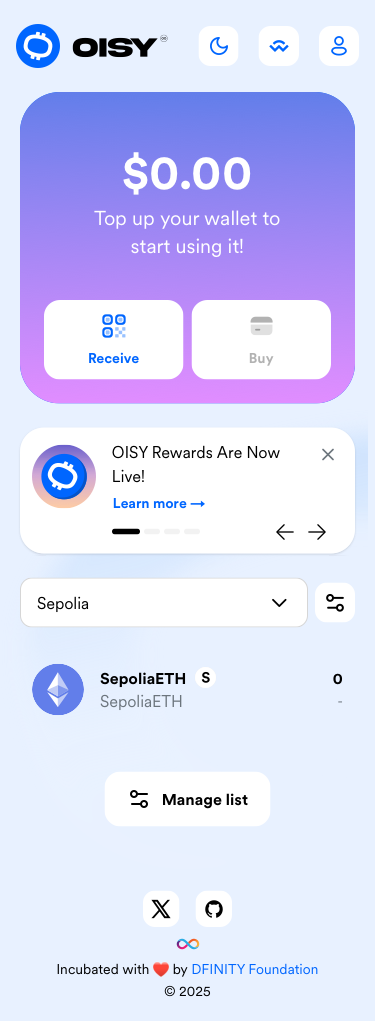 OISY
$0.00
Top up your wallet to
start using it!
Receive
Buy
OISY Rewards Are Now
Live!
Learn more →
Sepolia
SepoliaETH S 0
SepoliaETH -
Manage list
Incubated with ❤️ by DFINITY Foundation
© 2025